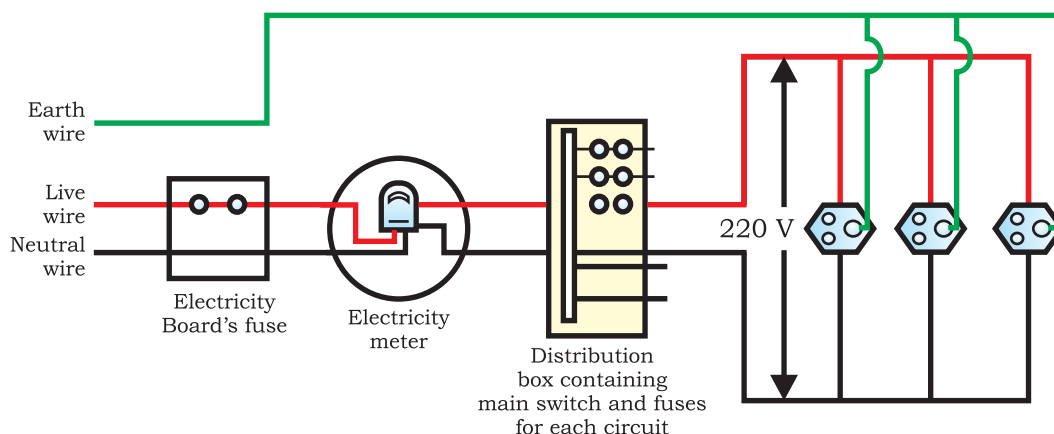 Earth
wire
Live
wire
Neutral
wire
Electricity
Board's fuse
Electricity
meter
Distribution
box containing
main switch and fuses
for each circuit
220 V